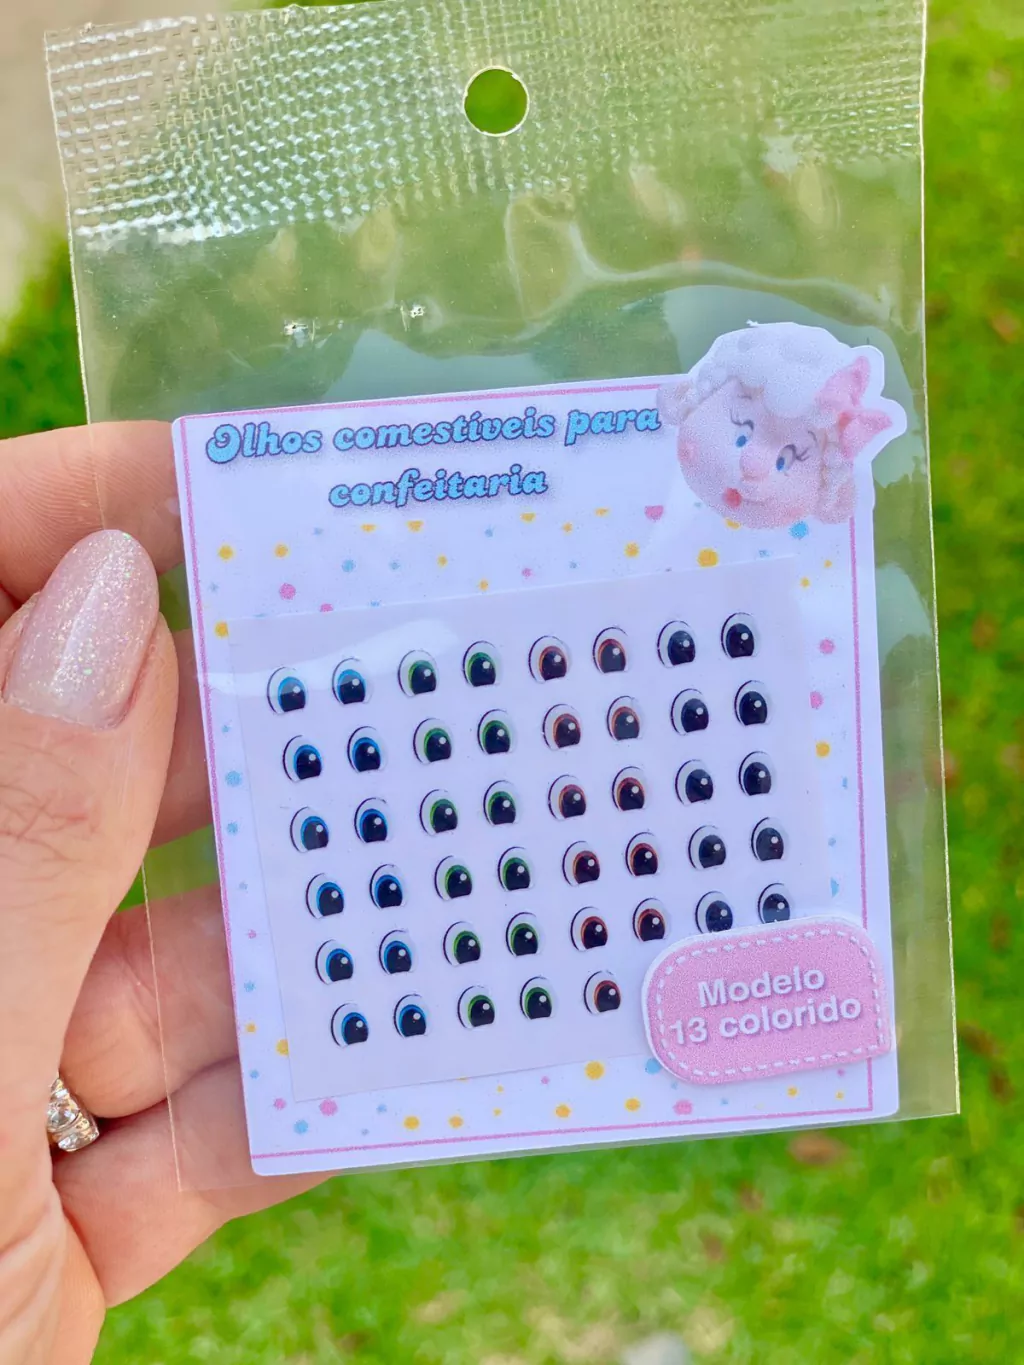 Olhos comestíveis para
confeitaria
Modelo
13 colorido